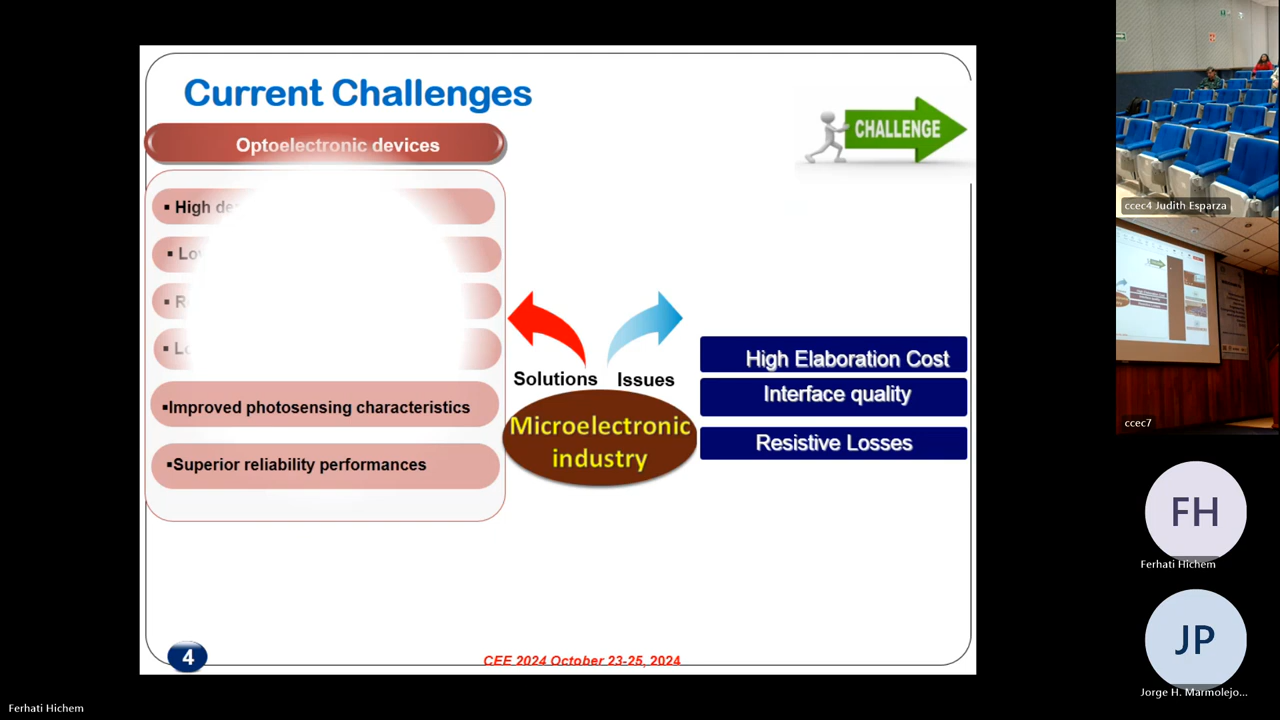 Current Challenges
CHALLENGE
Optoelectronic devices
▪ High
▪Improved photosensing characteristics
▪Superior reliability performances
Solutions
Issues
Microelectronic
industry
High Elaboration Cost
Interface quality
Resistive Losses
4
CEE 2024 October 23-25, 2024
Ferhati Hichem
ccec4 Judith Esparza
ccec7
FH
Ferhati Hichem
JP
Jorge H. Marmolejo...